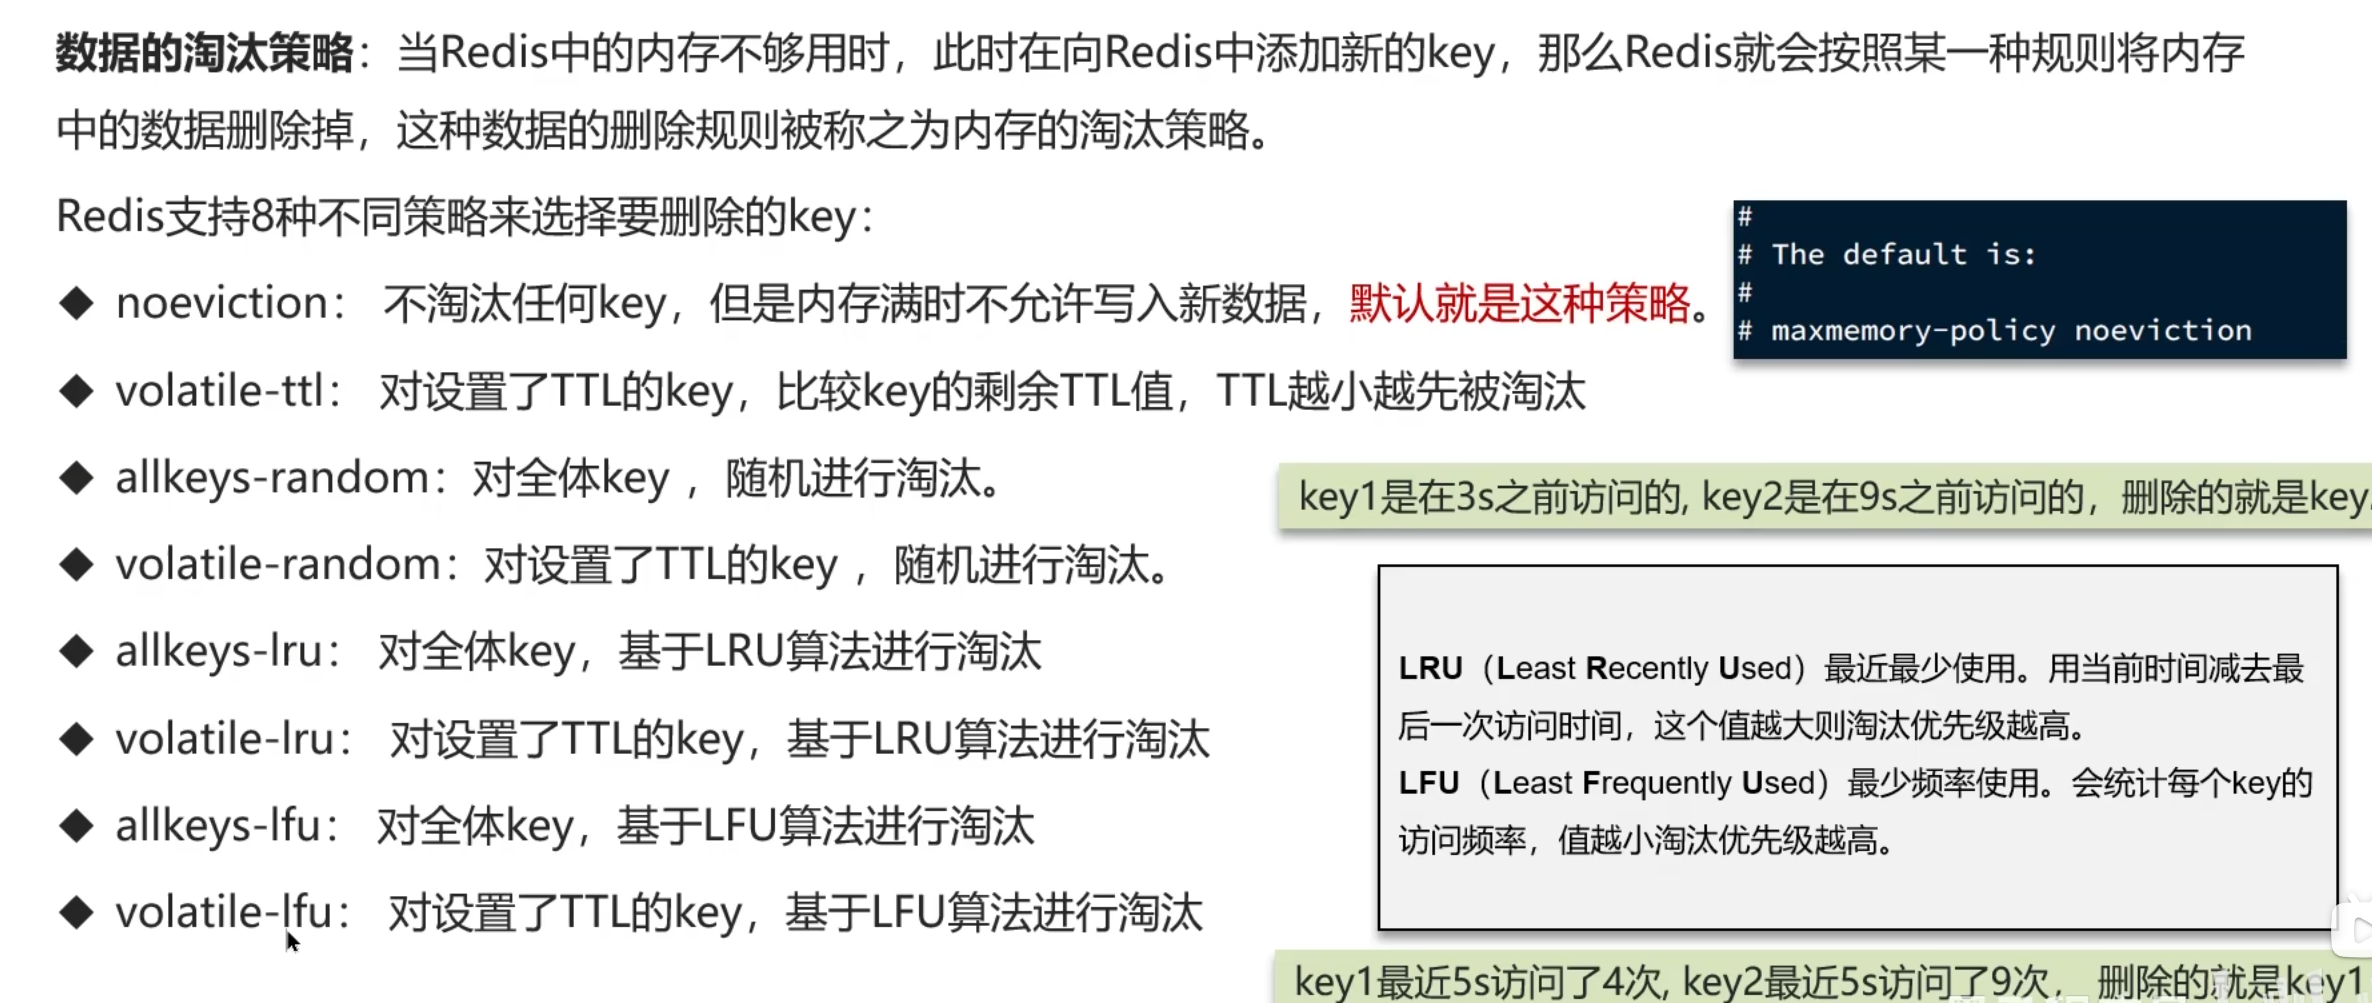 数据的淘汰策略：当Redis中的内存不够用时，此时在向Redis中添加新的key，那么Redis就会按照某一种规则将内存
中的数据删除掉，这种数据的删除规则被称之为内存的淘汰策略。
Redis支持8种不同策略来选择要删除的key：
◆ noeviction： 不淘汰任何key，但是内存满时不允许写入新数据，默认就是这种策略。
◆ volatile-ttl： 对设置了TTL的key，比较key的剩余TTL值，TTL越小越先被淘汰
◆ allkeys-random：对全体key ，随机进行淘汰。
◆ volatile-random：对设置了TTL的key ，随机进行淘汰。
◆ allkeys-lru： 对全体key，基于LRU算法进行淘汰
◆ volatile-lru： 对设置了TTL的key，基于LRU算法进行淘汰
◆ allkeys-lfu： 对全体key，基于LFU算法进行淘汰
◆ volatile-lfu： 对设置了TTL的key，基于LFU算法进行淘汰
#
# The default is:
#
# maxmemory-policy noeviction
key1是在3s之前访问的, key2是在9s之前访问的，删除的就是key
LRU（Least Recently Used）最近最少使用。用当前时间减去最
后一次访问时间，这个值越大则淘汰优先级越高。
LFU（Least Frequently Used）最少频率使用。会统计每个key的
访问频率，值越小淘汰优先级越高。
key1最近5s访问了4次, key2最近5s访问了9次， 删除的就是key1